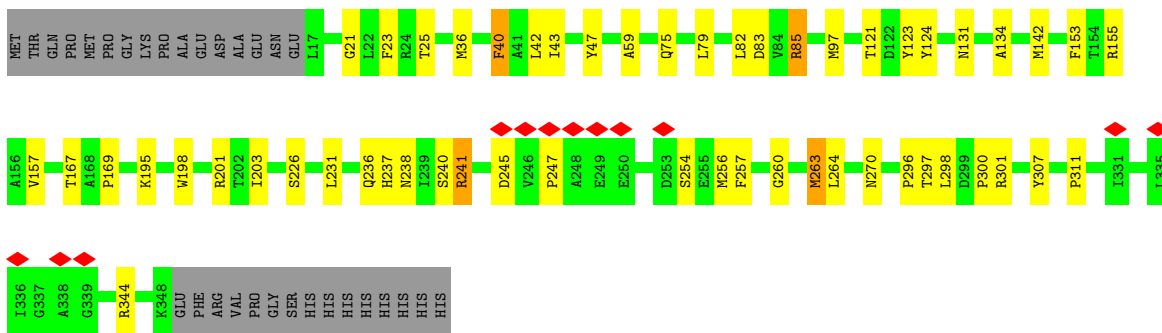 MET THR GLN PRO MET PRO GLY LYS PRO ALA GLU ASP ALA GLU ASN GLU L17 G21 L22 F23 R24 T25 M36 F40 A41 L42 I43 Y47 A59 Q75 L79 L82 D83 V84 R85 M97 T121 D122 Y123 Y124 N131 A134 M142 F153 T154 R155
A156 V157 T167 A168 P169 K195 W198 R201 T202 I203 S226 L231 Q236 H237 N238 I239 S240 R241 D245 V246 P247 A248 E249 E250 D253 S254 E255 M256 F257 G260 M263 L264 N270 P296 T297 L298 D299 P300 R301 Y307 P311 I331 L335
I336 G337 A338 G339 R344 K348 GLU PHE ARG VAL PRO GLY SER HIS HIS HIS HIS HIS HIS HIS HIS